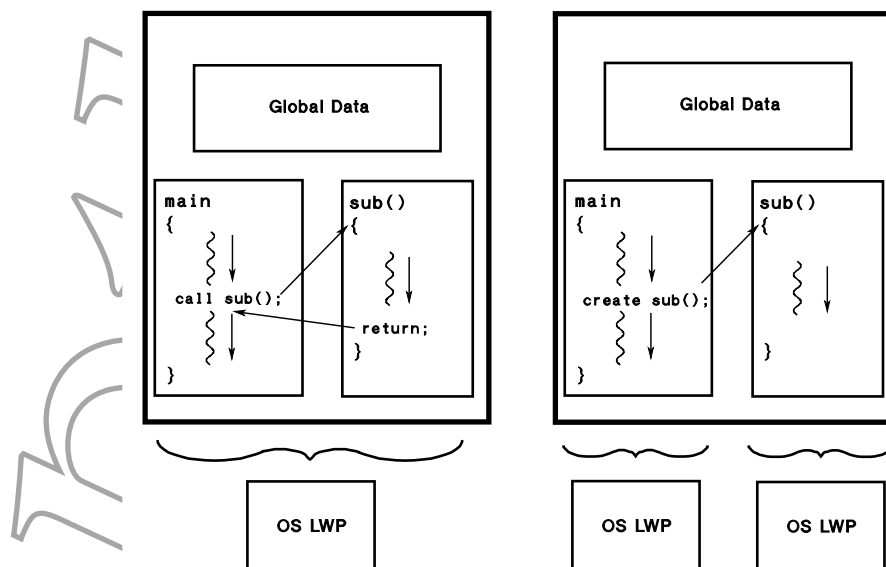 Global Data
main
{
call sub();
}
sub()
{
return;
}
OS LWP
Global Data
main
{
create sub();
}
sub()
{
}
OS LWP
OS LWP